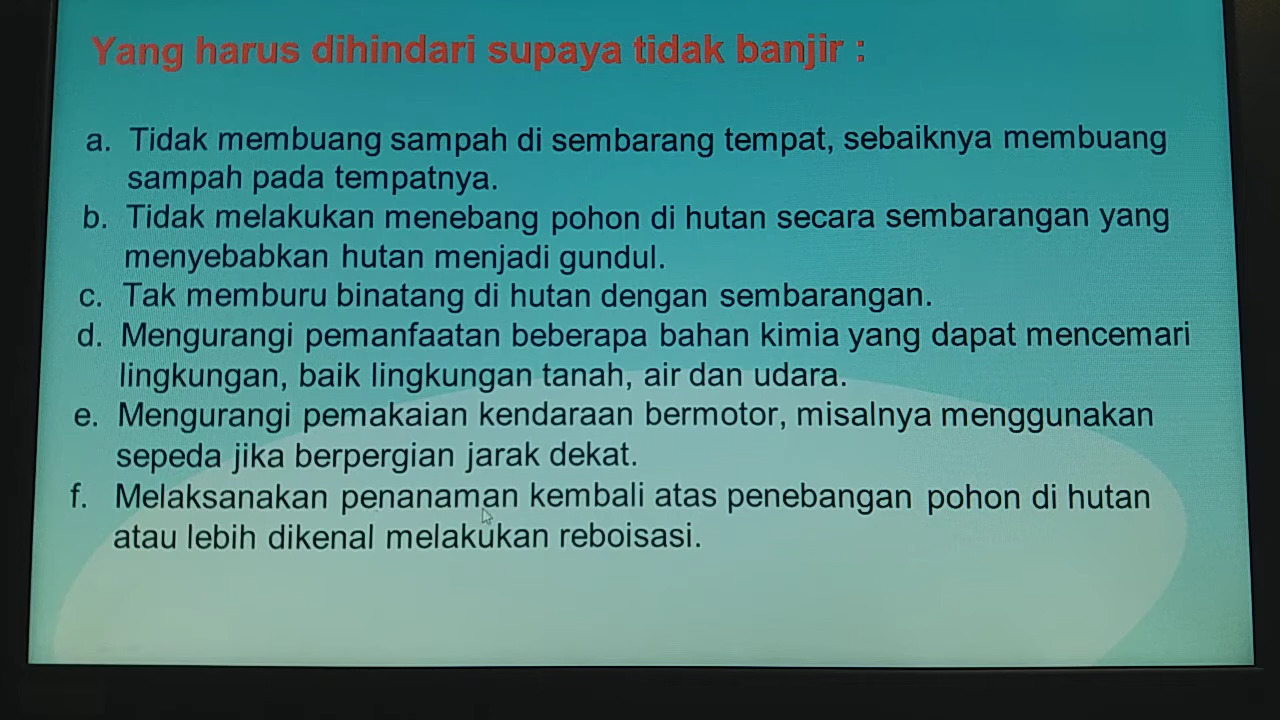 Yang harus dihindari supaya tidak banjir :
a. Tidak membuang sampah di sembarang tempat, sebaiknya membuang
sampah pada tempatnya.
b. Tidak melakukan menebang pohon di hutan secara sembarangan yang
menyebabkan hutan menjadi gundul.
c. Tak memburu binatang di hutan dengan sembarangan.
d. Mengurangi pemanfaatan beberapa bahan kimia yang dapat mencemari
lingkungan, baik lingkungan tanah, air dan udara.
e. Mengurangi pemakaian kendaraan bermotor, misalnya menggunakan
sepeda jika berpergian jarak dekat.
f. Melaksanakan penanaman kembali atas penebangan pohon di hutan
atau lebih dikenal melakukan reboisasi.